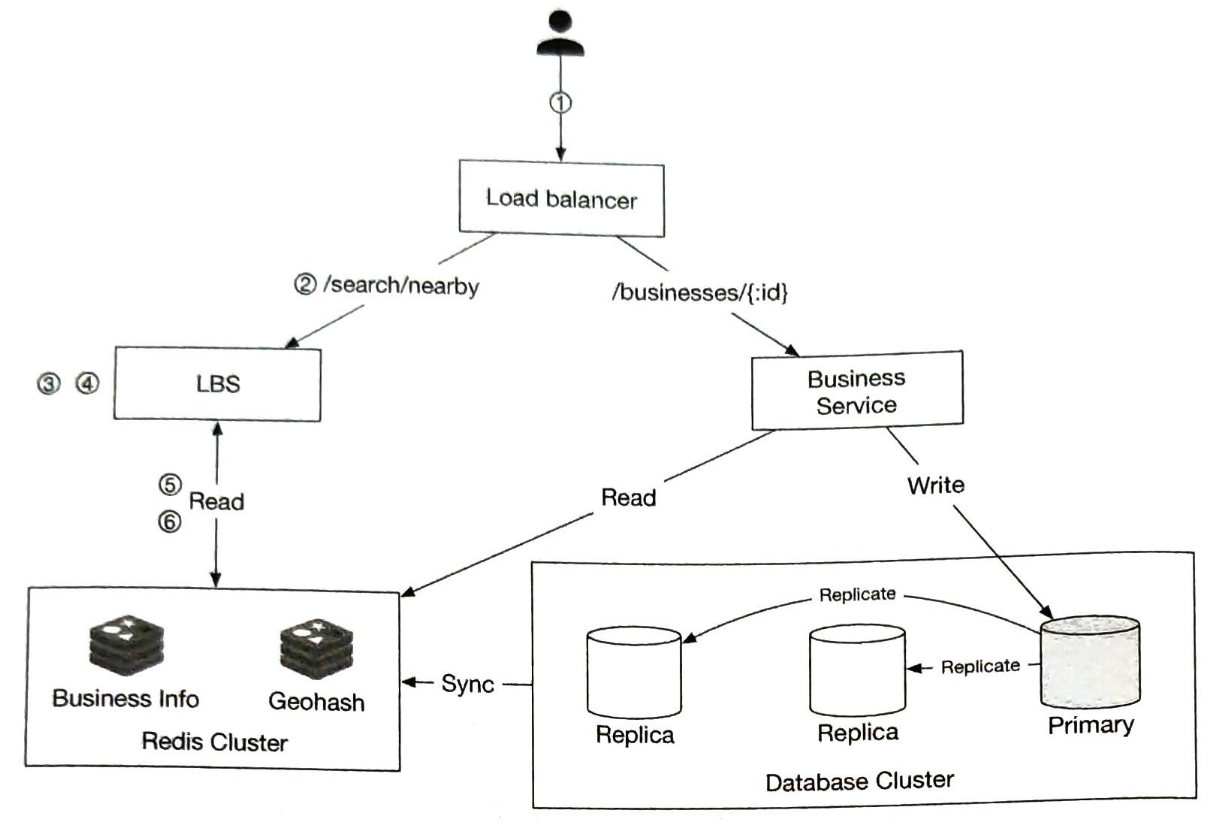 ①
Load balancer
② /search/nearby
/businesses/{:id}
③ ④
LBS
Business
Service
⑤
Read
⑥
Read
Write
Replicate
Replicate
Sync
Business Info
Geohash
Redis Cluster
Replica
Replica
Primary
Database Cluster